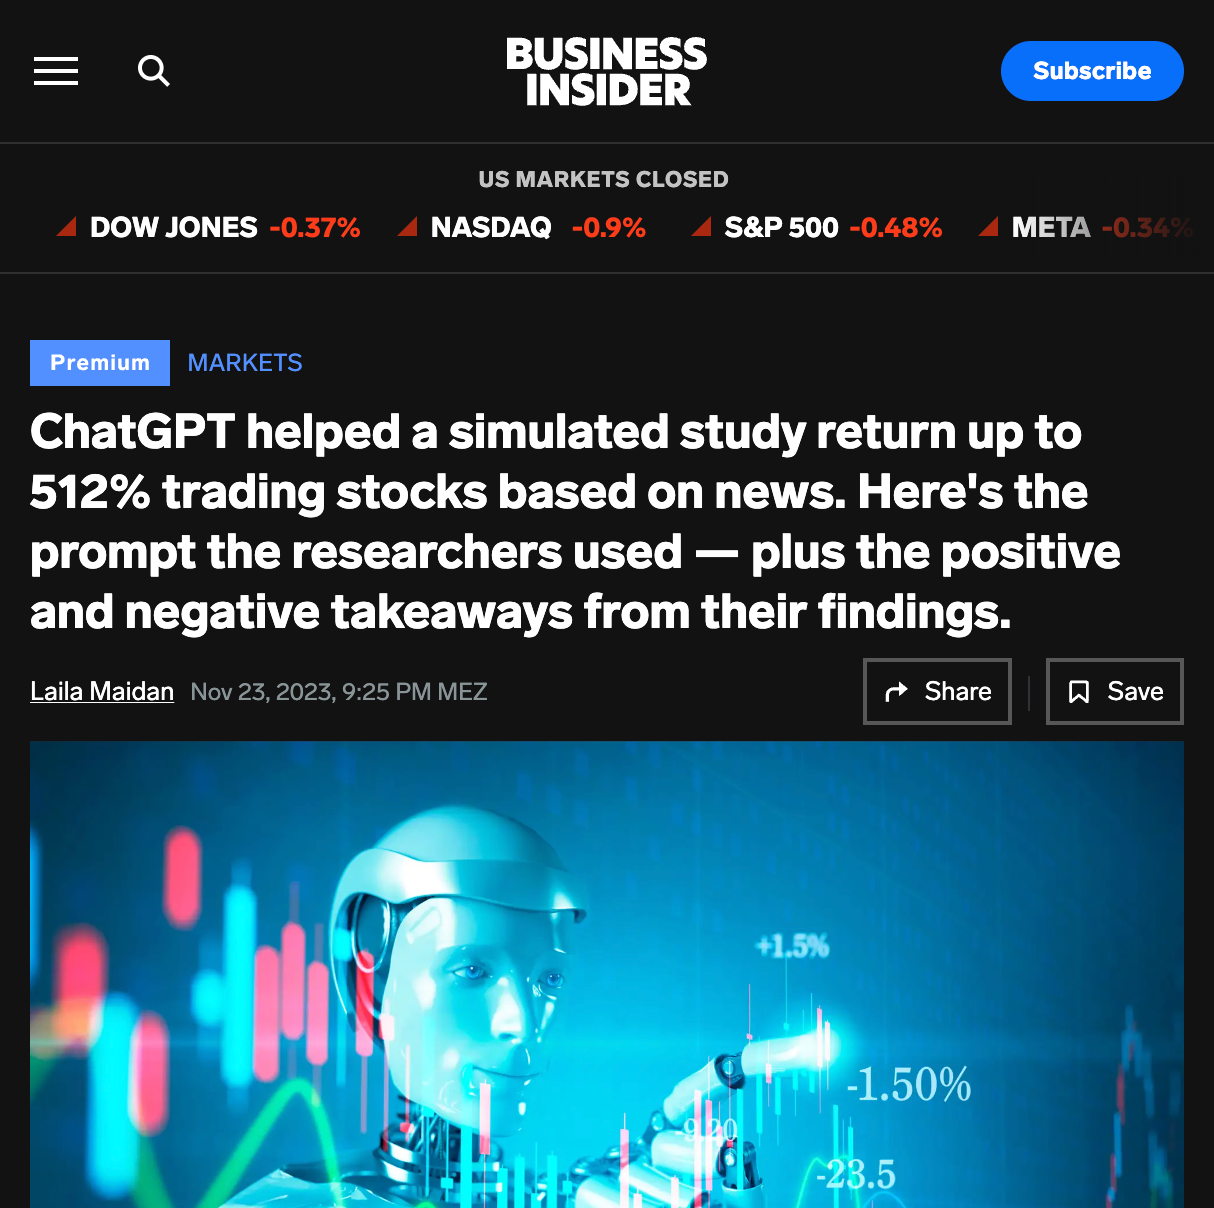 BUSINESS
INSIDER
Subscribe
US MARKETS CLOSED
DOW JONES -0.37% NASDAQ -0.9% S&P 500 -0.48% META -0.34%
Premium MARKETS
ChatGPT helped a simulated study return up to
512% trading stocks based on news. Here's the
prompt the researchers used — plus the positive
and negative takeaways from their findings.
Laila Maidan Nov 23, 2023, 9:25 PM MEZ
Share Save
+1.5%
-1.50%
-9.20
-23.5